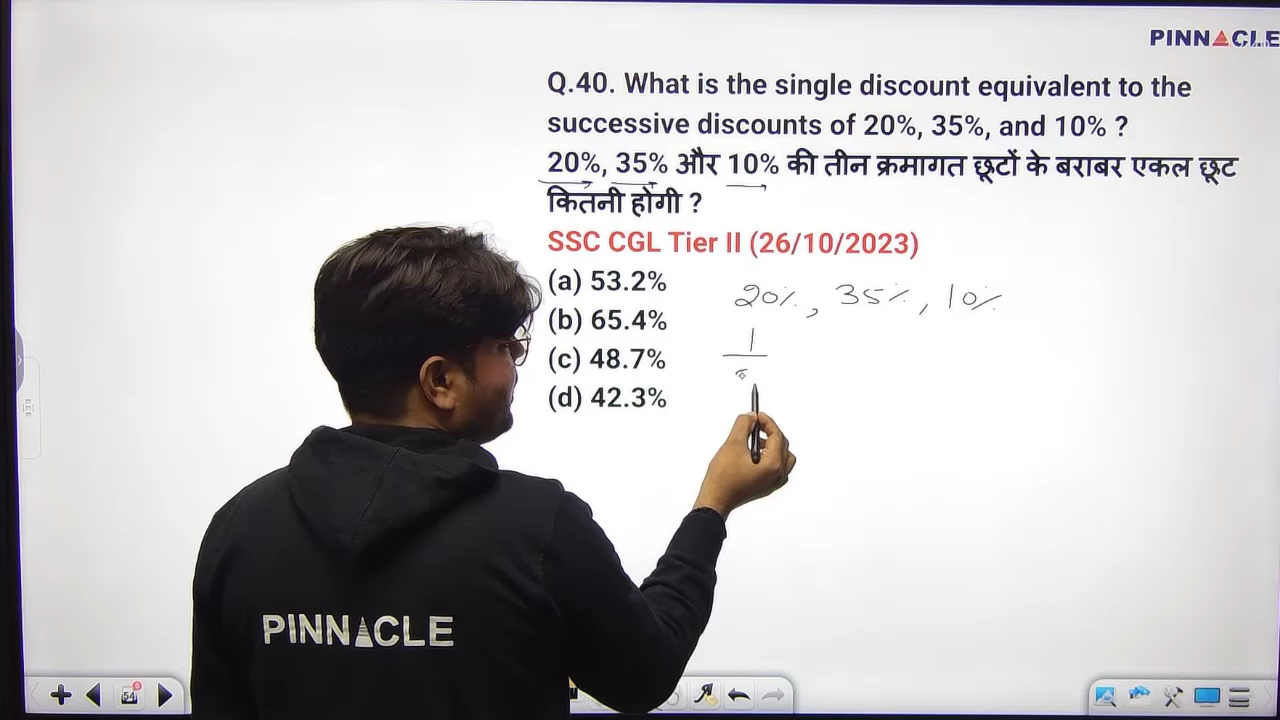 PINNACLE
Q.40. What is the single discount equivalent to the
successive discounts of 20%, 35%, and 10% ?
20%, 35% और 10% की तीन क्रमागत छूटों के बराबर एकल छूट
कितनी होगी ?
SSC CGL Tier II (26/10/2023)
(a) 53.2%
(b) 65.4%
(c) 48.7%
(d) 42.3%
20%, 35%, 10%
1
PINNACLE
54